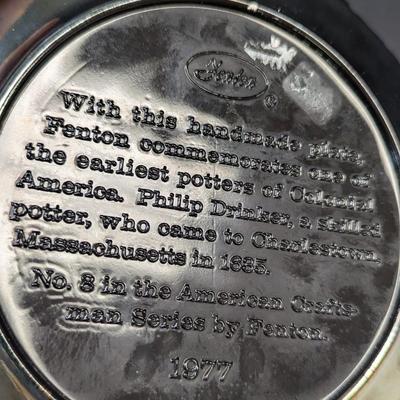 Fenton
®
With this handmade plate,
Fenton commemorates one of
the earliest potters of Colonial
America. Philip Drinker, a skilled
potter, who came to Charlestown,
Massachusetts in 1635.
No. 8 in the American Crafts-
man Series by Fenton.
1977